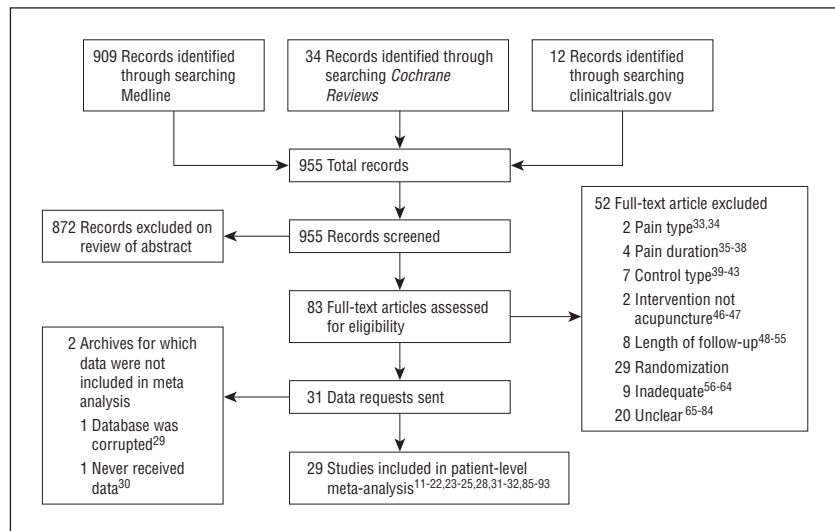 909 Records identified
through searching
Medline
34 Records identified through
searching Cochrane
Reviews
12 Records identified
through searching
clinicaltrials.gov
955 Total records
872 Records excluded on
review of abstract
955 Records screened
52 Full-text article excluded
2 Pain type33,34
4 Pain duration35-38
7 Control type39-43
2 Intervention not
acupuncture46-47
8 Length of follow-up48-55
29 Randomization
9 Inadequate56-64
20 Unclear65-84
83 Full-text articles assessed
for eligibility
2 Archives for which
data were not
included in meta
analysis
1 Database was
corrupted29
1 Never received
data30
31 Data requests sent
29 Studies included in patient-level
meta-analysis11-22,23-25,28,31-32,85-93